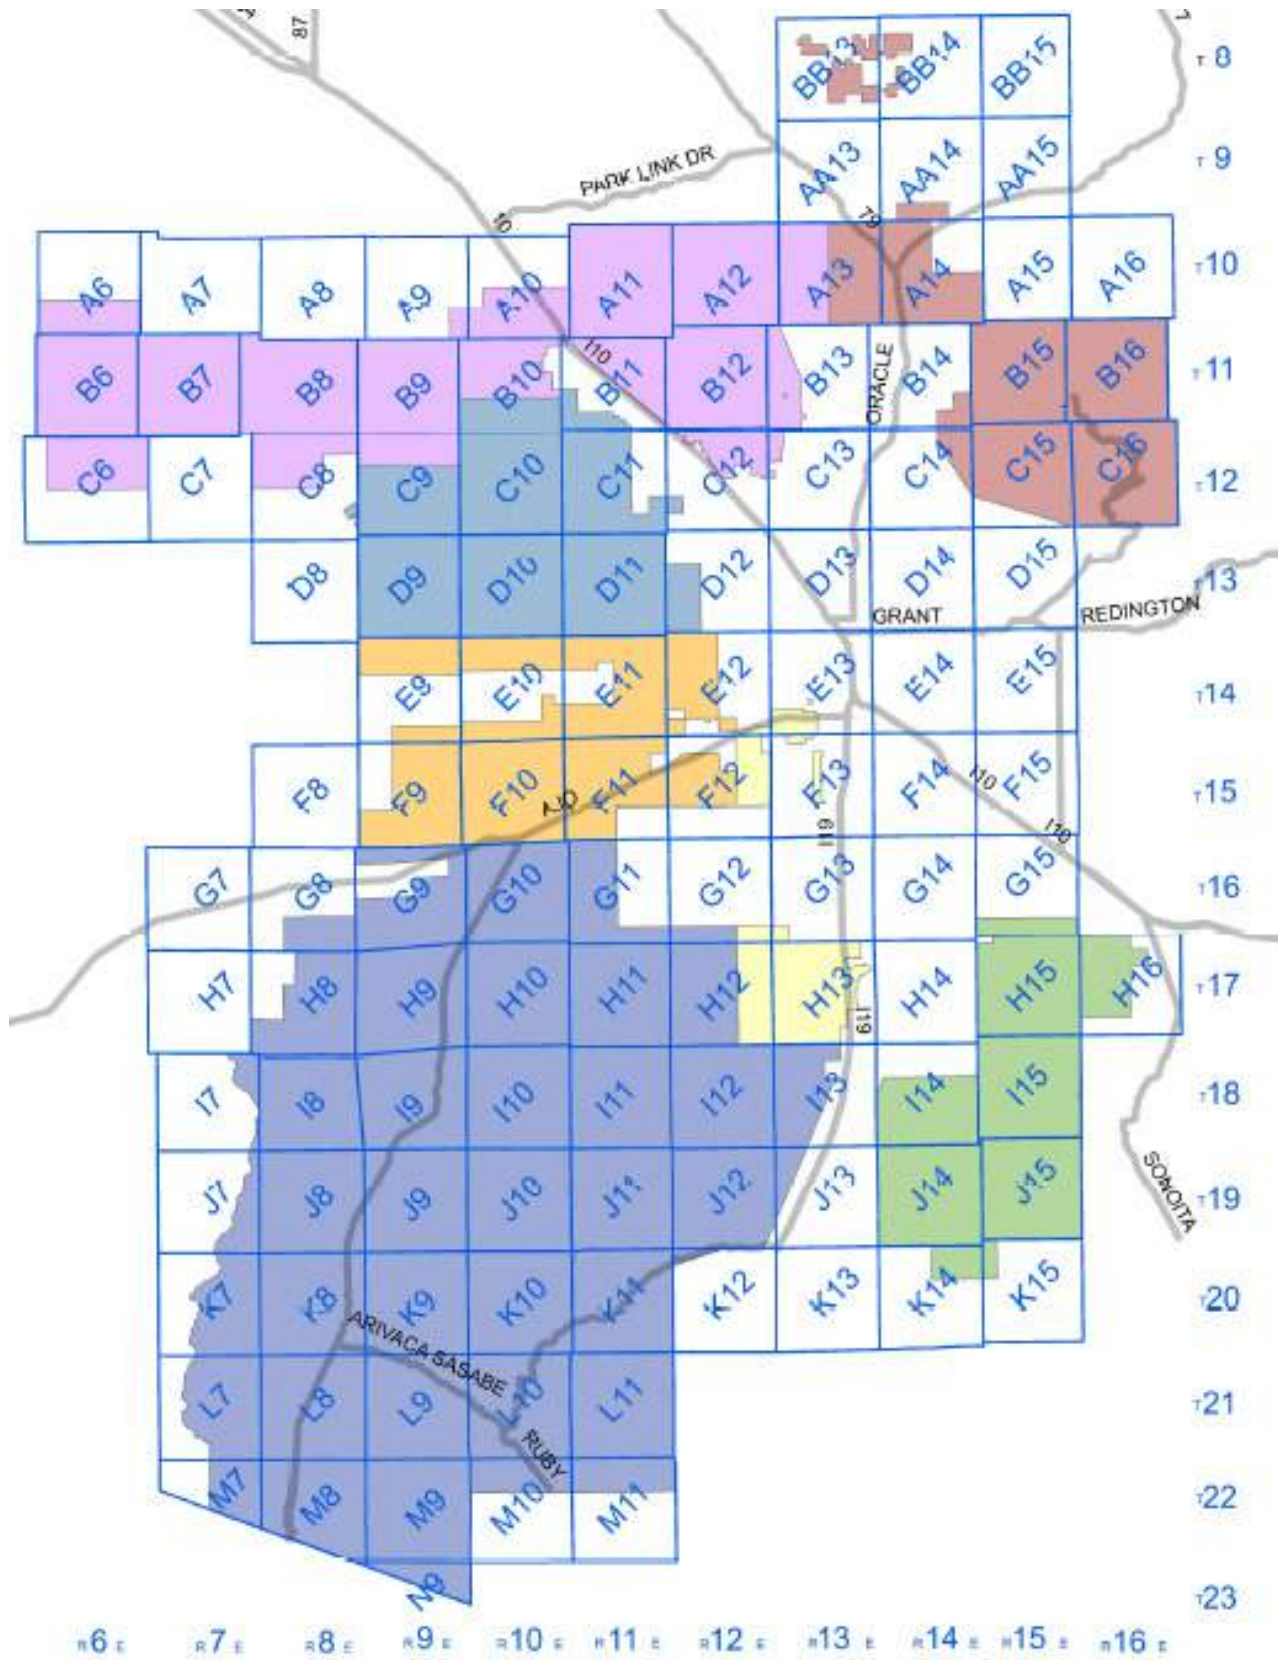 87
BB13 BB14 BB15 T 8
PARK LINK DR
AA13 AA14 AA15 T 9
10
79
A6 A7 A8 A9 A10 A11 A12 A13 A14 A15 A16 T10
I10
ORACLE
B6 B7 B8 B9 B10 B11 B12 B13 B14 B15 B16 T11
C6 C7 C8 C9 C10 C11 C12 C13 C14 C15 C16 T12
D8 D9 D10 D11 D12 D13 D14 D15 T13
GRANT
REDINGTON
E9 E10 E11 E12 E13 E14 E15 T14
F8 F9 F10 F11 F12 F13 F14 F15 T15
AJO
I10
I10
I19
G7 G8 G9 G10 G11 G12 G13 G14 G15 T16
H7 H8 H9 H10 H11 H12 H13 H14 H15 H16 T17
I19
I7 I8 I9 I10 I11 I12 I13 I14 I15 T18
J7 J8 J9 J10 J11 J12 J13 J14 J15 T19
SONOITA
K7 K8 K9 K10 K11 K12 K13 K14 K15 T20
ARIVACA SASABE
L7 L8 L9 L10 L11 T21
RUBY
M7 M8 M9 M10 M11 T22
N9 T23
R6 E R7 E R8 E R9 E R10 E R11 E R12 E R13 E R14 E R15 E R16 E